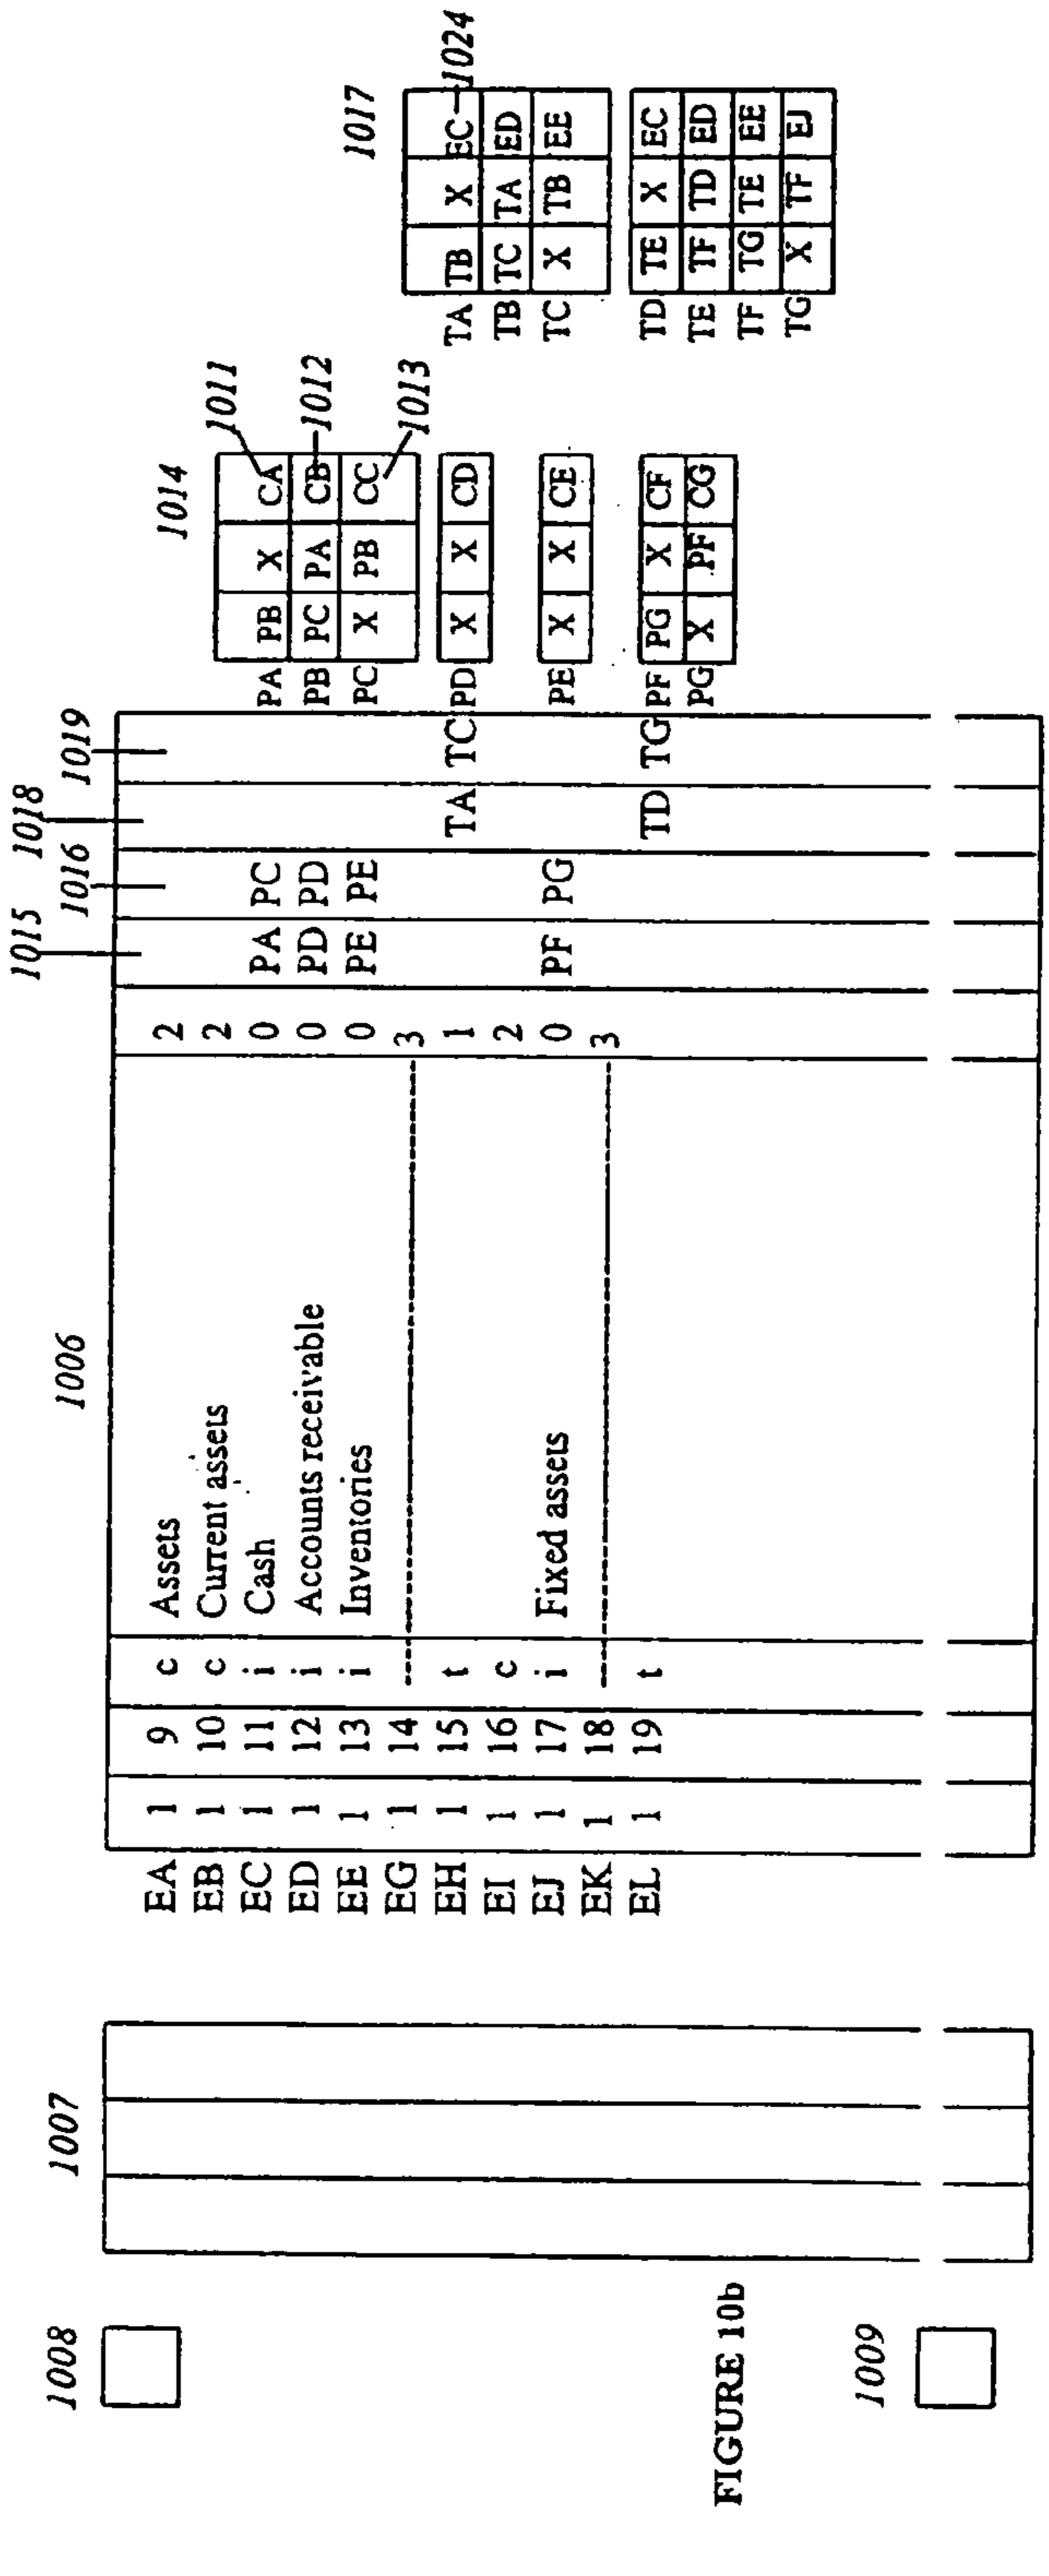 1015 1018
1008 1007 1006 1016 1019
EA 1 9 c Assets 2 1014
EB 1 10 c Current assets 2 1011
EC 1 11 i Cash 0 PA PC PA PB X CA
ED 1 12 i Accounts receivable 0 PD PD PB PC PA CB 1012
EE 1 13 i Inventories 0 PE PE PC X PB CC 1017
EG 1 14 3 1013
EH 1 15 t 1 TA TC PD X X CD TA TB X EC 1024
EI 1 16 c 2 TB TC TA ED
EJ 1 17 i Fixed assets 0 PF PG PE X X CE TC X TB EE
EK 1 18 3
EL 1 19 t TD TG PF PG X CF TD TE X EC
PG X PF CG TE TF TD ED
FIGURE 10b
TF TG TE EE
TG X TF EJ
1009